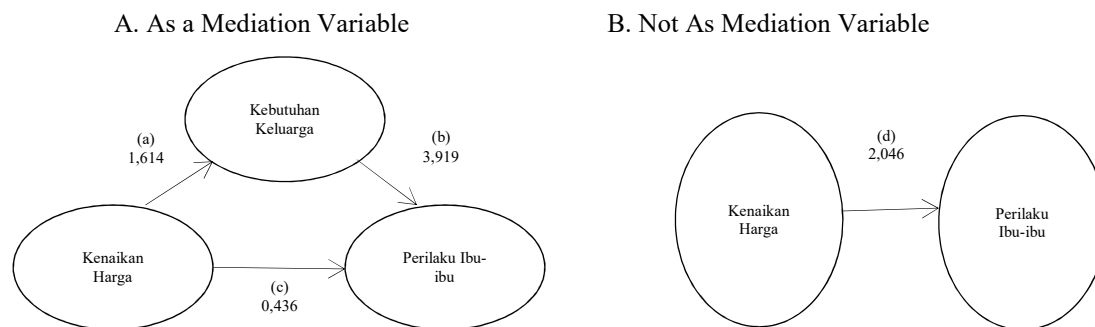 A. As a Mediation Variable
B. Not As Mediation Variable
Kebutuhan
Keluarga
(a)
1,614
(b)
3,919
Kenaikan
Harga
Perilaku Ibu-
ibu
(c)
0,436
(d)
2,046
Kenaikan
Harga
Perilaku
Ibu-ibu